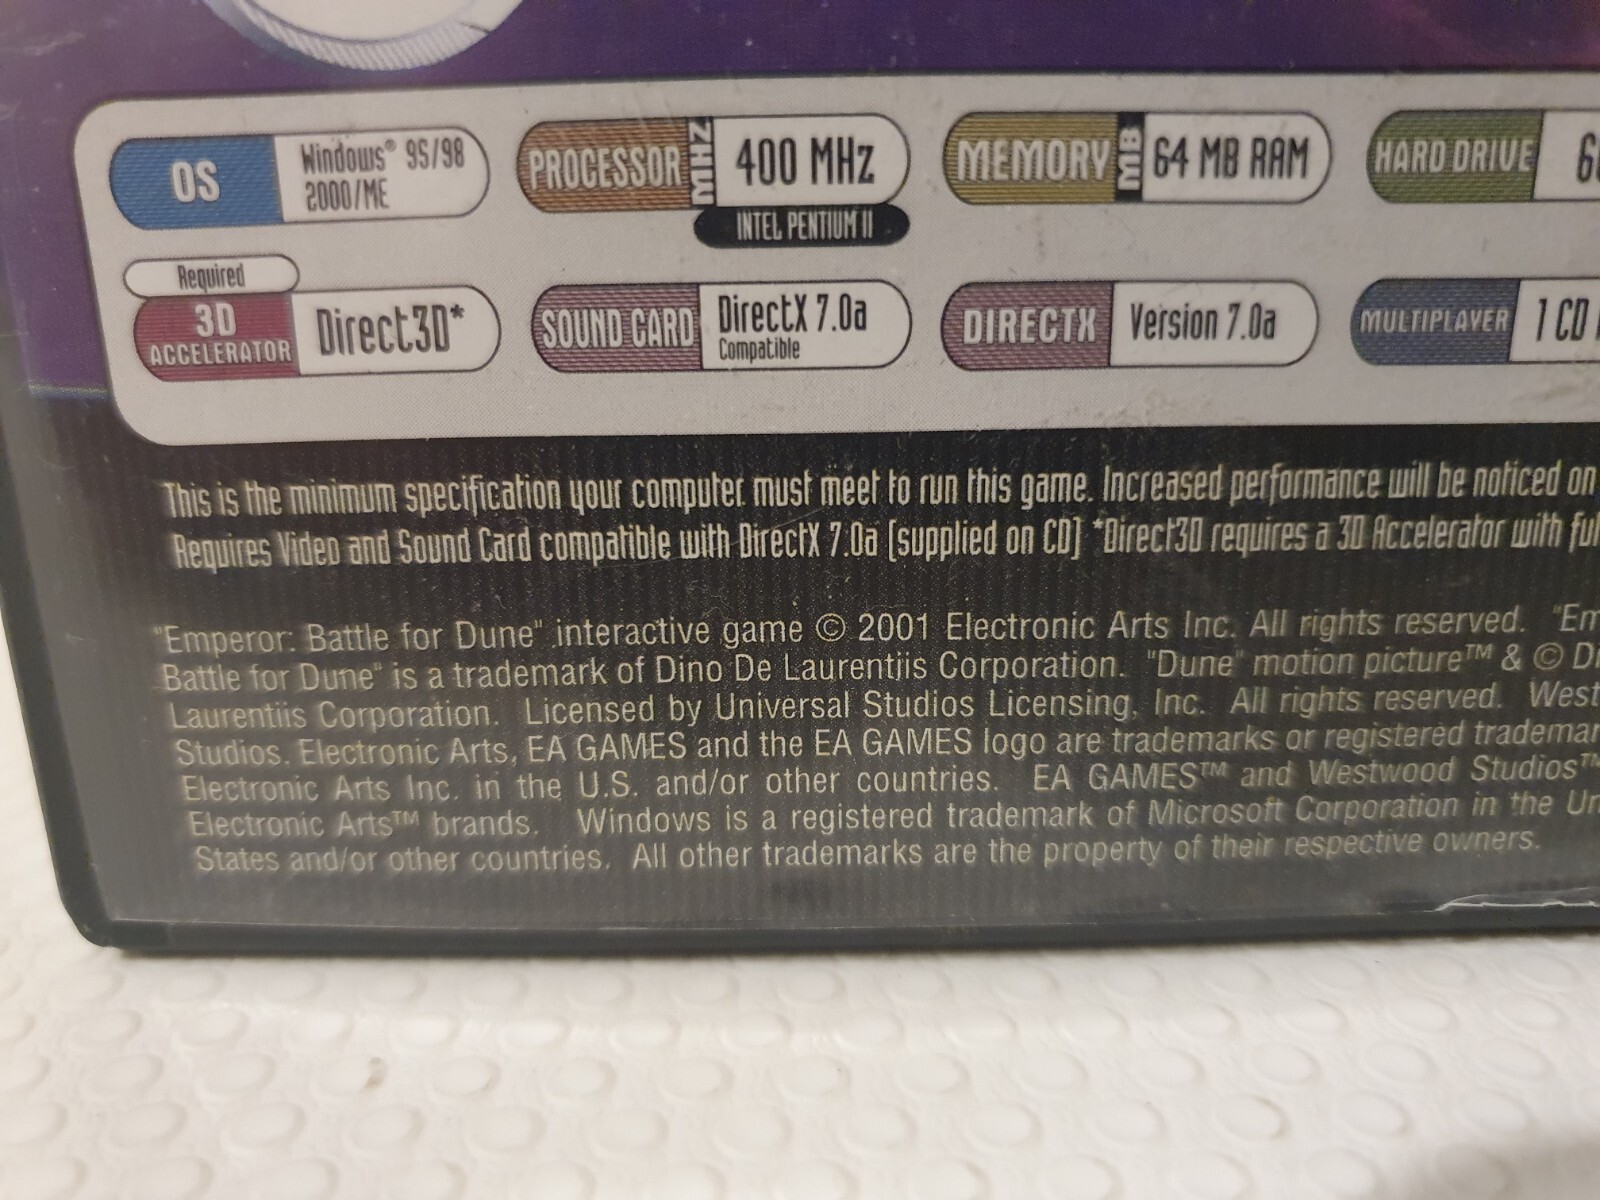 OS
Windows® 95/98
2000/ME
PROCESSOR MHZ 400 MHz
INTEL PENTIUM II
MEMORY MB 64 MB RAM
HARD DRIVE
Required
3D
ACCELERATOR
Direct3D*
SOUND CARD
DirectX 7.0a
Compatible
DIRECTX Version 7.0a
MULTIPLAYER 1 CD
This is the minimum specification your computer must meet to run this game. Increased performance will be noticed on
Requires Video and Sound Card compatible with DirectX 7.0a (supplied on CD) *Direct3D requires a 3D Accelerator with
"Emperor: Battle for Dune" interactive game © 2001 Electronic Arts Inc. All rights reserved.
Battle for Dune" is a trademark of Dino De Laurentiis Corporation. "Dune" motion picture™ & ©
Laurentiis Corporation. Licensed by Universal Studios Licensing, Inc. All rights reserved.
Studios, Electronic Arts, EA GAMES and the EA GAMES logo are trademarks or registered
Electronic Arts Inc. in the U.S. and/or other countries. EA GAMES™ and Westwood Studios™
Electronic Arts™ brands. Windows is a registered trademark of Microsoft Corporation in the
States and/or other countries. All other trademarks are the property of their respective owners.